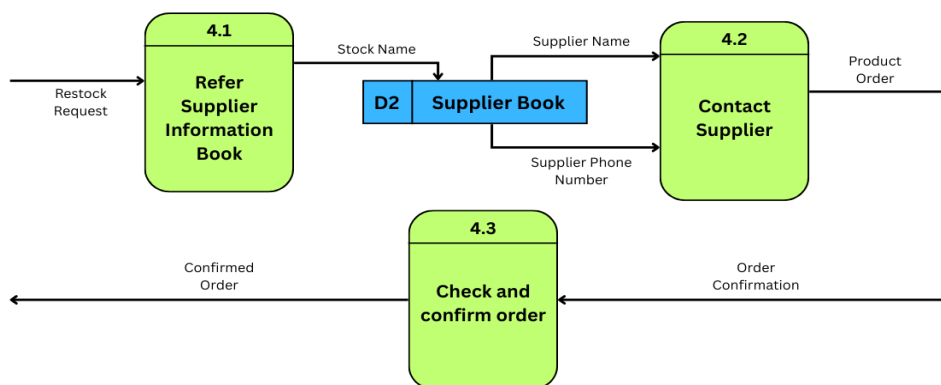 4.1
Refer
Supplier
Information
Book
Restock
Request
Stock Name
D2
Supplier Book
Supplier Name
Supplier Phone
Number
4.2
Contact
Supplier
Product
Order
4.3
Check and
confirm order
Confirmed
Order
Order
Confirmation